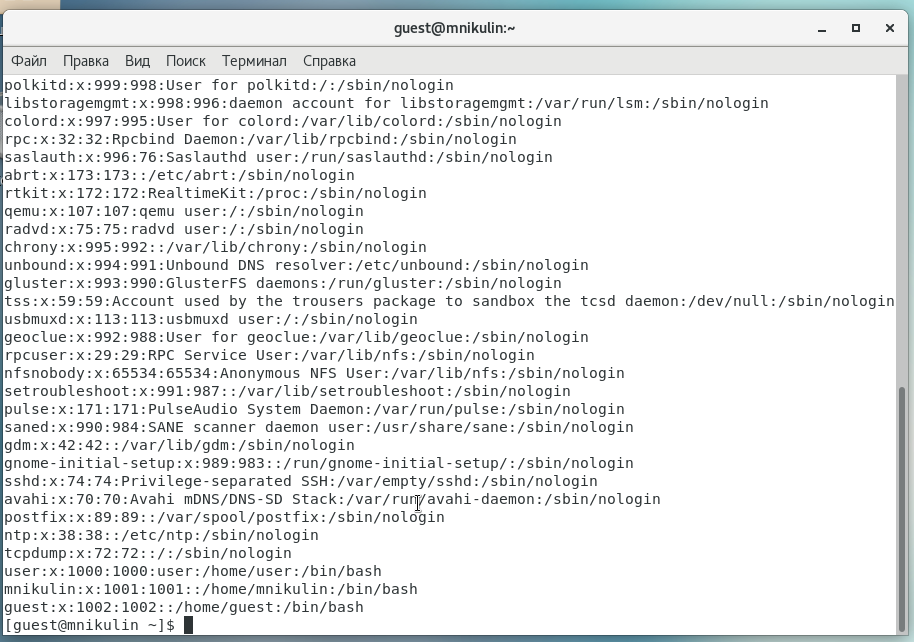 guest@mnikulin:~
Файл Правка Вид Поиск Терминал Справка
polkitd:x:999:998:User for polkitd:/:/sbin/nologin
libstoragemgmt:x:998:996:daemon account for libstoragemgmt:/var/run/lsm:/sbin/nologin
colord:x:997:995:User for colord:/var/lib/colord:/sbin/nologin
rpc:x:32:32:Rpcbind Daemon:/var/lib/rpcbind:/sbin/nologin
saslauth:x:996:76:Saslauthd user:/run/saslauthd:/sbin/nologin
abrt:x:173:173::/etc/abrt:/sbin/nologin
rtkit:x:172:172:RealtimeKit:/proc:/sbin/nologin
qemu:x:107:107:qemu user:/:/sbin/nologin
radvd:x:75:75:radvd user:/:/sbin/nologin
chrony:x:995:992::/var/lib/chrony:/sbin/nologin
unbound:x:994:991:Unbound DNS resolver:/etc/unbound:/sbin/nologin
gluster:x:993:990:GlusterFS daemons:/run/gluster:/sbin/nologin
tss:x:59:59:Account used by the trousers package to sandbox the tcsd daemon:/dev/null:/sbin/nologin
usbmuxd:x:113:113:usbmuxd user:/:/sbin/nologin
geoclue:x:992:988:User for geoclue:/var/lib/geoclue:/sbin/nologin
rpcuser:x:29:29:RPC Service User:/var/lib/nfs:/sbin/nologin
nfsnobody:x:65534:65534:Anonymous NFS User:/var/lib/nfs:/sbin/nologin
setroubleshoot:x:991:987::/var/lib/setroubleshoot:/sbin/nologin
pulse:x:171:171:PulseAudio System Daemon:/var/run/pulse:/sbin/nologin
saned:x:990:984:SANE scanner daemon user:/usr/share/sane:/sbin/nologin
gdm:x:42:42::/var/lib/gdm:/sbin/nologin
gnome-initial-setup:x:989:983::/run/gnome-initial-setup/:/sbin/nologin
sshd:x:74:74:Privilege-separated SSH:/var/empty/sshd:/sbin/nologin
avahi:x:70:70:Avahi mDNS/DNS-SD Stack:/var/run/avahi-daemon:/sbin/nologin
postfix:x:89:89::/var/spool/postfix:/sbin/nologin
ntp:x:38:38::/etc/ntp:/sbin/nologin
tcpdump:x:72:72::/:/sbin/nologin
user:x:1000:1000:user:/home/user:/bin/bash
mnikulin:x:1001:1001::/home/mnikulin:/bin/bash
guest:x:1002:1002::/home/guest:/bin/bash
[guest@mnikulin ~]$